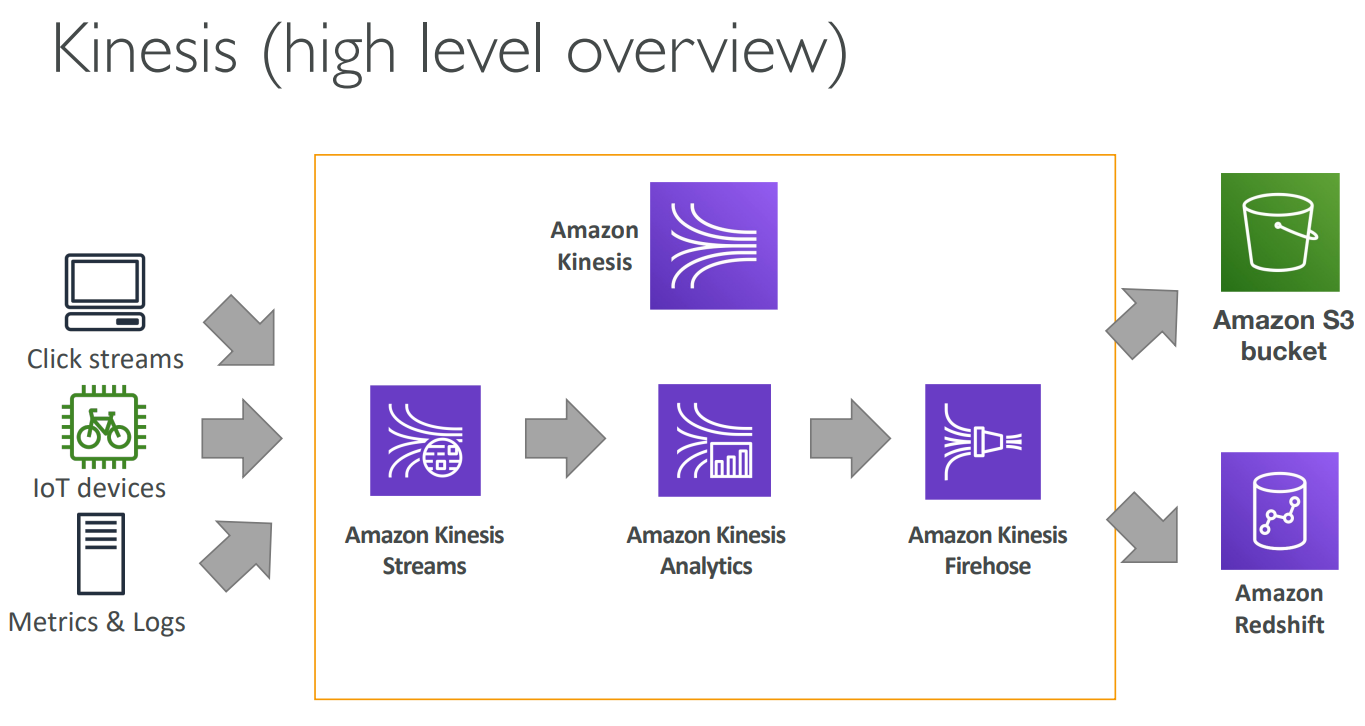 Kinesis (high level overview)
Amazon
Kinesis
Click streams
IoT devices
Metrics & Logs
Amazon Kinesis
Streams
Amazon Kinesis
Analytics
Amazon Kinesis
Firehose
Amazon S3
bucket
Amazon
Redshift